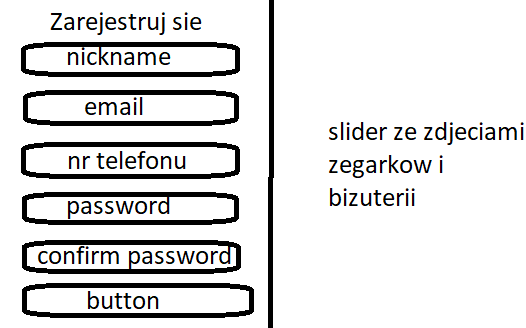 Zarejestruj sie
nickname
email
nr telefonu
password
confirm password
button
slider ze zdjeciami
zegarkow i
bizuterii